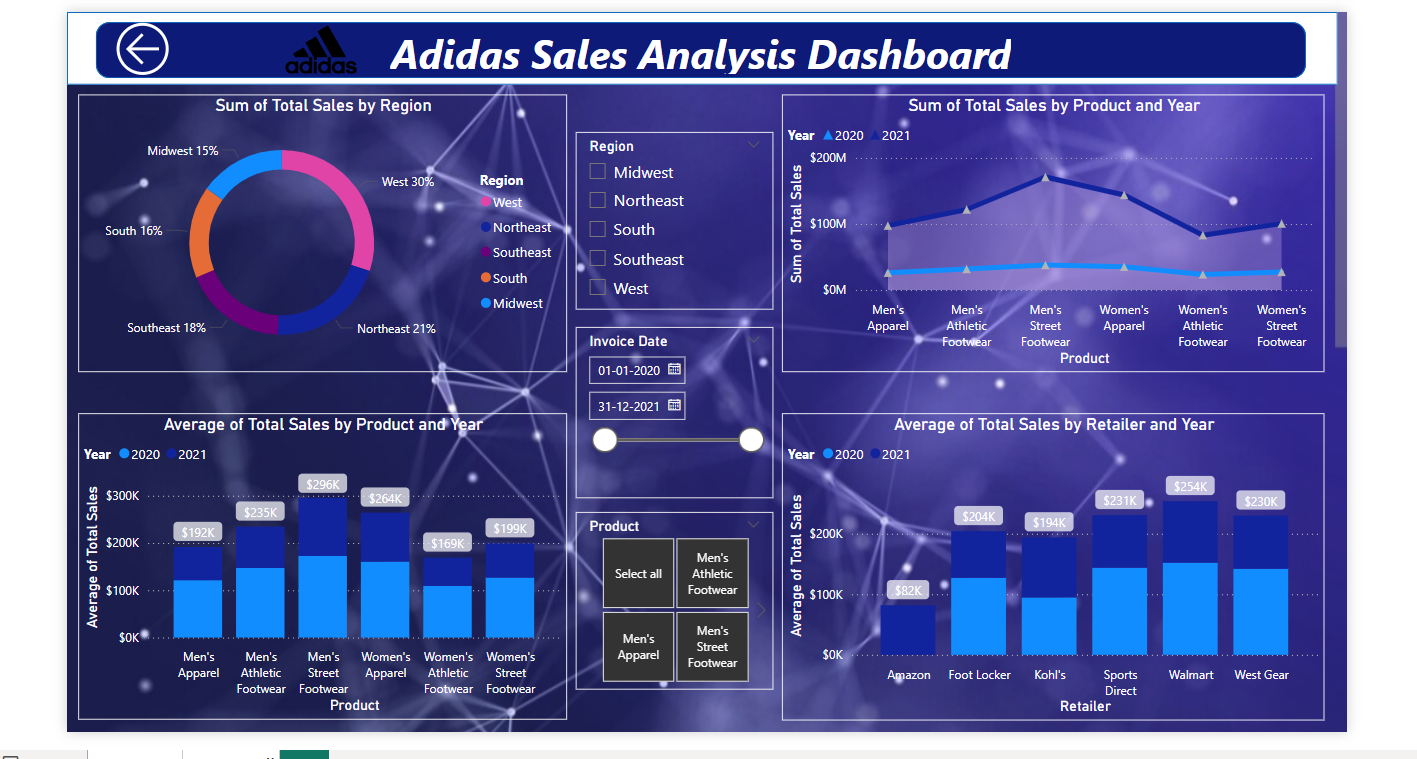 adidas
Adidas Sales Analysis Dashboard
Sum of Total Sales by Region
Midwest 15%
West 30%
South 16%
Southeast 18%
Northeast 21%
Region
West
Northeast
Southeast
South
Midwest
Region
Midwest
Northeast
South
Southeast
West
Invoice Date
01-01-2020
31-12-2021
Product
Select all
Men's
Athletic
Footwear
Men's
Apparel
Men's
Street
Footwear
Sum of Total Sales by Product and Year
Year 2020 2021
Sum of Total Sales
$200M
$100M
$0M
Men's
Apparel
Men's
Athletic
Footwear
Men's
Street
Footwear
Women's
Apparel
Women's
Athletic
Footwear
Women's
Street
Footwear
Product
Average of Total Sales by Product and Year
Year 2020 2021
Average of Total Sales
$300K
$200K
$100K
$0K
$192K
$235K
$296K
$264K
$169K
$199K
Men's
Apparel
Men's
Athletic
Footwear
Men's
Street
Footwear
Women's
Apparel
Women's
Athletic
Footwear
Women's
Street
Footwear
Product
Average of Total Sales by Retailer and Year
Year 2020 2021
Average of Total Sales
$200K
$100K
$0K
$82K
$204K
$194K
$231K
$254K
$230K
Amazon
Foot Locker
Kohl's
Sports
Direct
Walmart
West Gear
Retailer